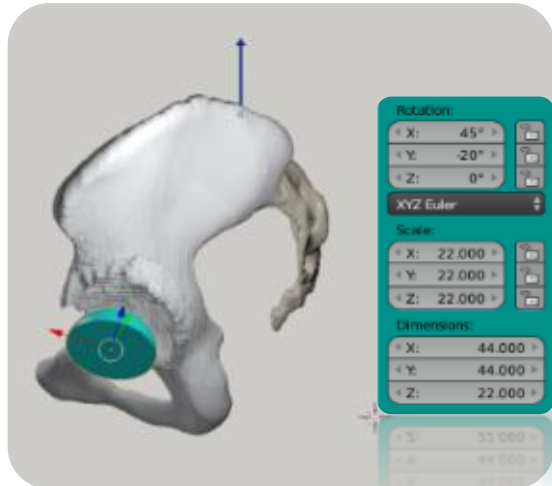 Rotation:
X: 45°
Y: -20°
Z: 0°
XYZ Euler
Scale:
X: 22.000
Y: 22.000
Z: 22.000
Dimensions:
X: 44.000
Y: 44.000
Z: 22.000